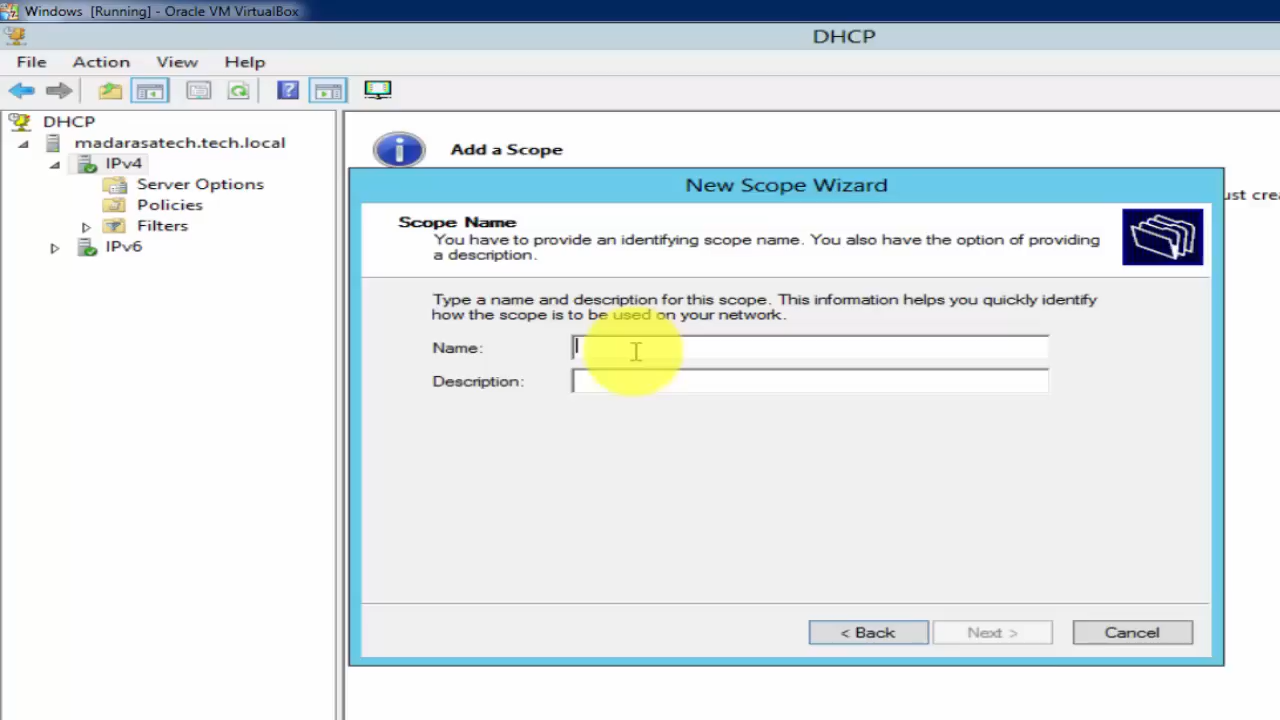 Windows [Running] - Oracle VM VirtualBox
DHCP
File Action View Help
DHCP
madarasatech.tech.local
IPv4
Server Options
Policies
Filters
IPv6
Add a Scope
New Scope Wizard
Scope Name
You have to provide an identifying scope name. You also have the option of providing
a description.
Type a name and description for this scope. This information helps you quickly identify
how the scope is to be used on your network.
Name:
Description:
< Back Next > Cancel